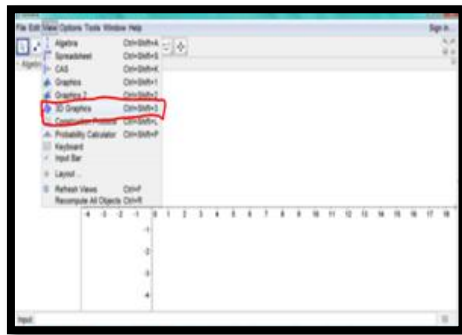 File Edit View Options Tools Window Help
Sign in...
Algebra Ctrl+Shift+A
Spreadsheet Ctrl+Shift+S
CAS Ctrl+Shift+K
Graphics Ctrl+Shift+1
Graphics 2 Ctrl+Shift+2
3D Graphics Ctrl+Shift+3
Construction Protocol Ctrl+Shift+L
Probability Calculator Ctrl+Shift+P
Keyboard
Input Bar
Layout ...
Refresh Views Ctrl+F
Recompute All Objects Ctrl+R
-4 -3 -2 -1 0 1 2 3 4 5 6 7 8 9 10 11 12 13 14 15 16 17 18
-1
-2
-3
-4
Input: